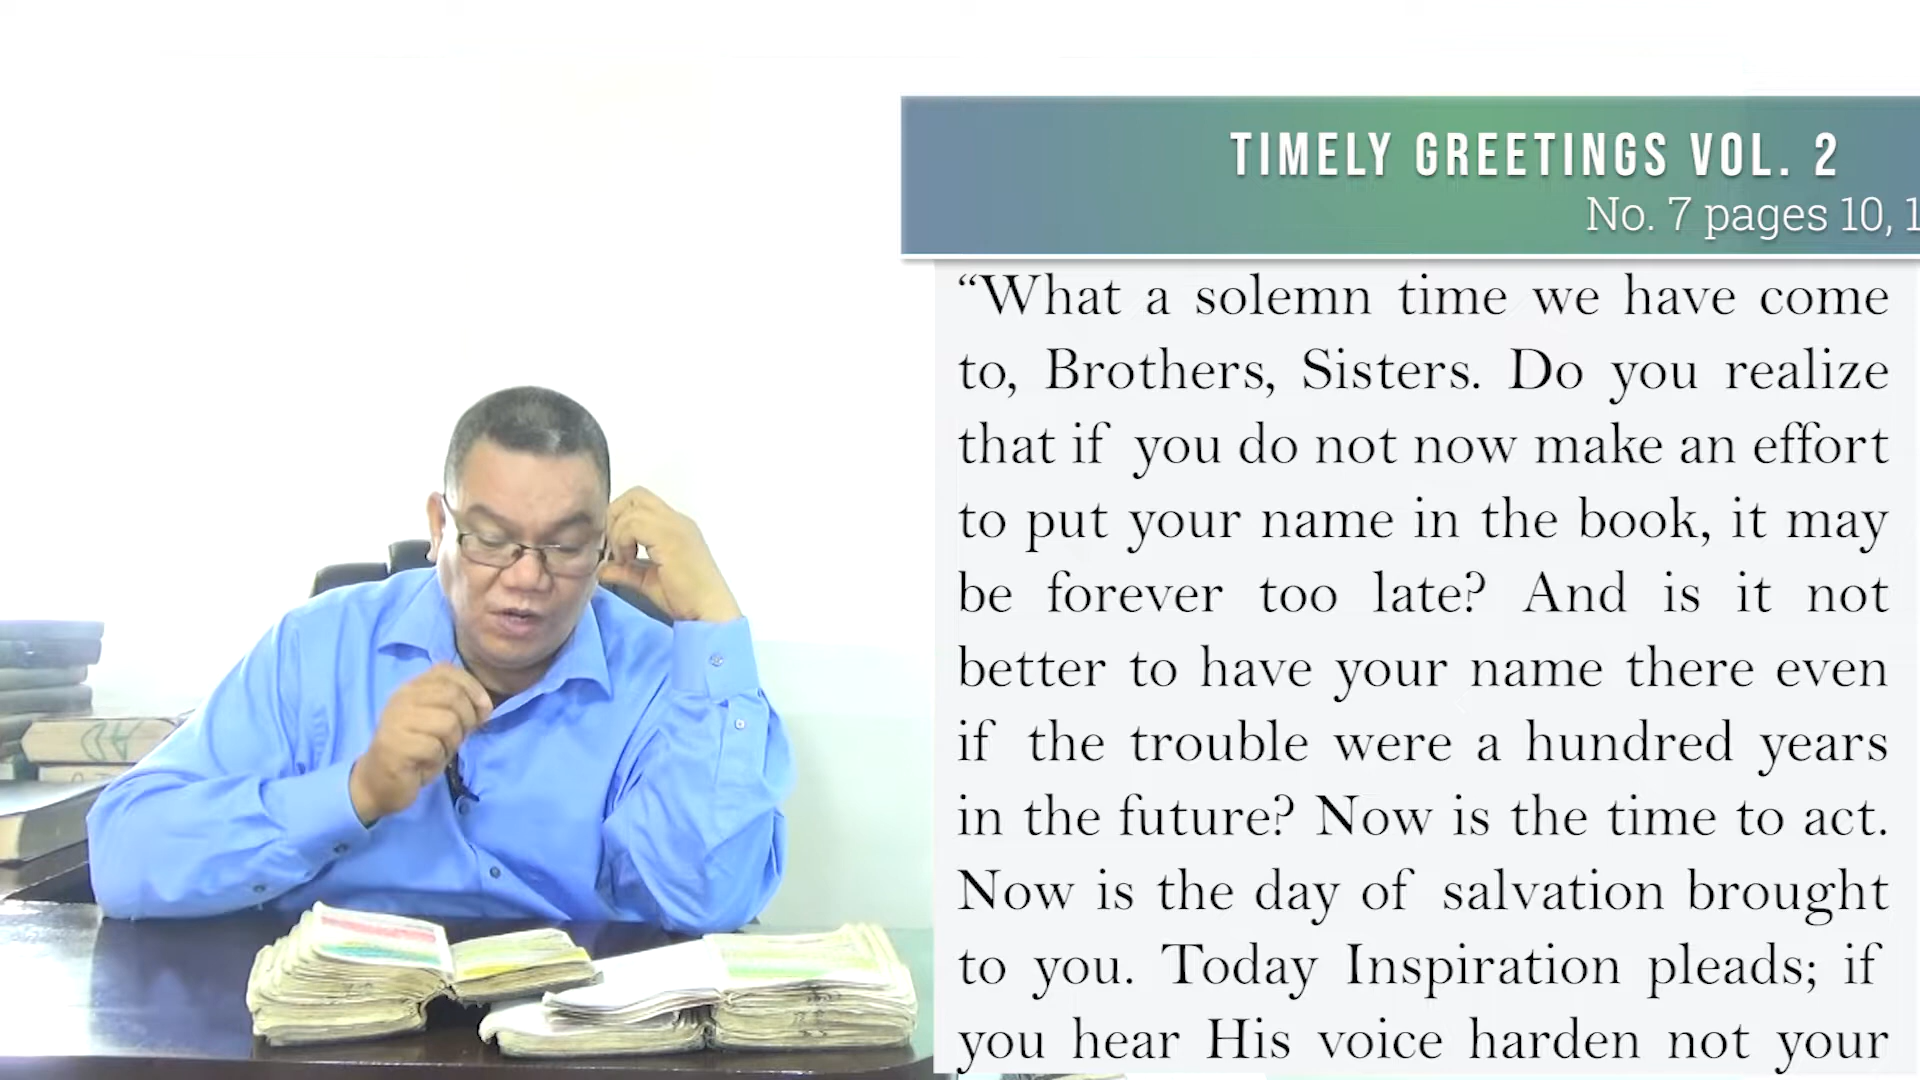 TIMELY GREETINGS VOL. 2
No. 7 pages 10, 1
“What a solemn time we have come
to, Brothers, Sisters. Do you realize
that if you do not now make an effort
to put your name in the book, it may
be forever too late? And is it not
better to have your name there even
if the trouble were a hundred years
in the future? Now is the time to act.
Now is the day of salvation brought
to you. Today Inspiration pleads; if
you hear His voice harden not your